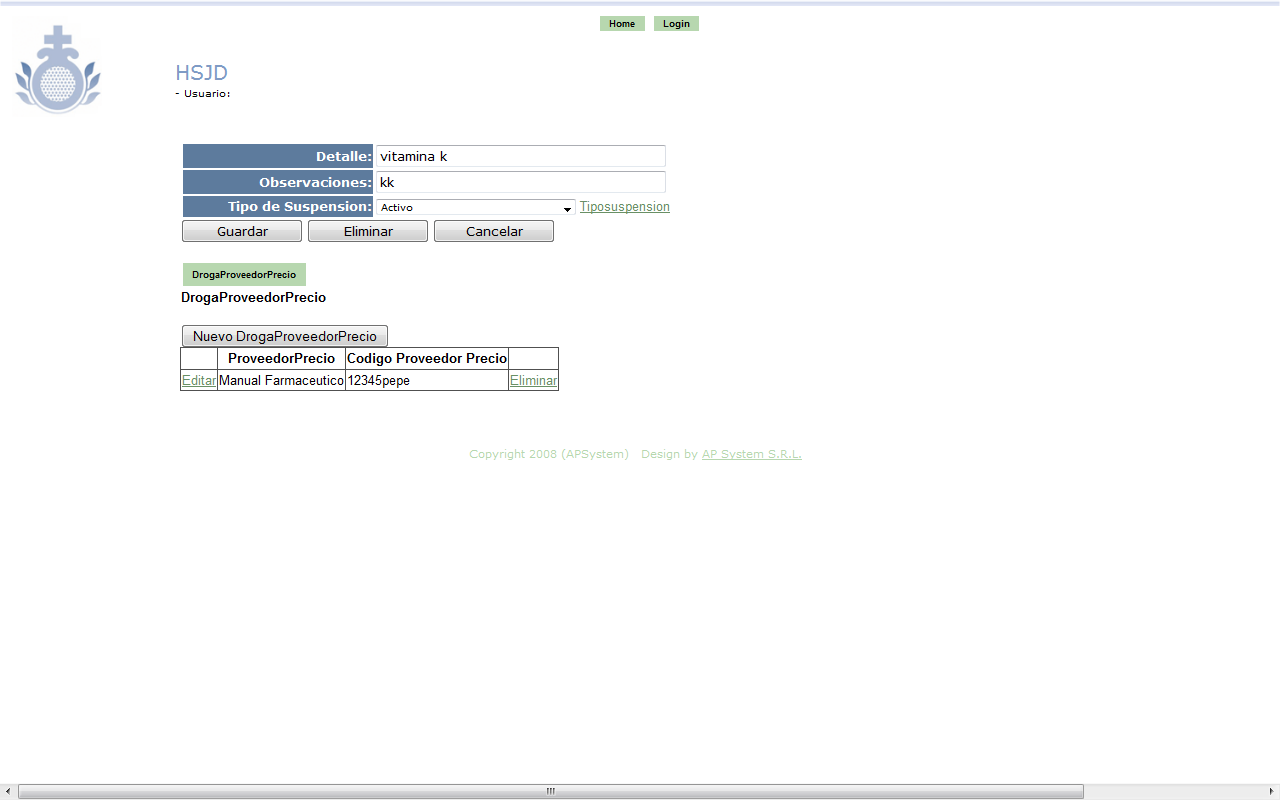 Home Login
HSJD
- Usuario:
Detalle: vitamina k
Observaciones: kk
Tipo de Suspension: Activo Tiposuspension
Guardar Eliminar Cancelar
DrogaProveedorPrecio
DrogaProveedorPrecio
Nuevo DrogaProveedorPrecio
ProveedorPrecio Codigo Proveedor Precio
Editar Manual Farmaceutico 12345pepe Eliminar
Copyright 2008 (APSystem) Design by AP System S.R.L.